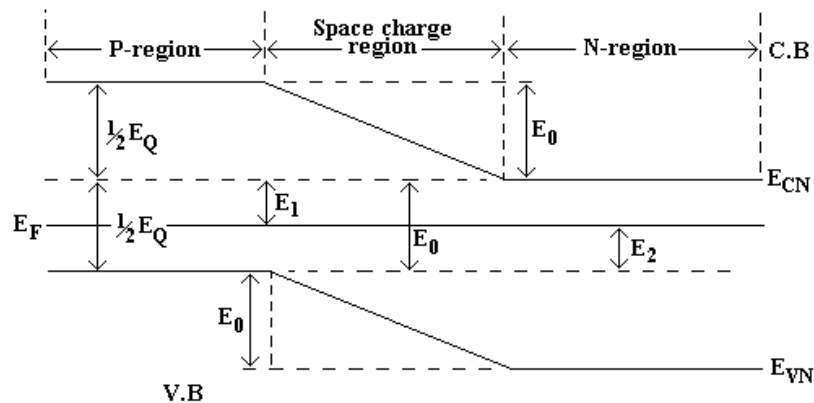 Space charge
P-region
region
N-region
C.B
½E_Q
E_0
E_CN
E_1
E_F
½E_Q
E_0
E_2
E_0
E_VN
V.B